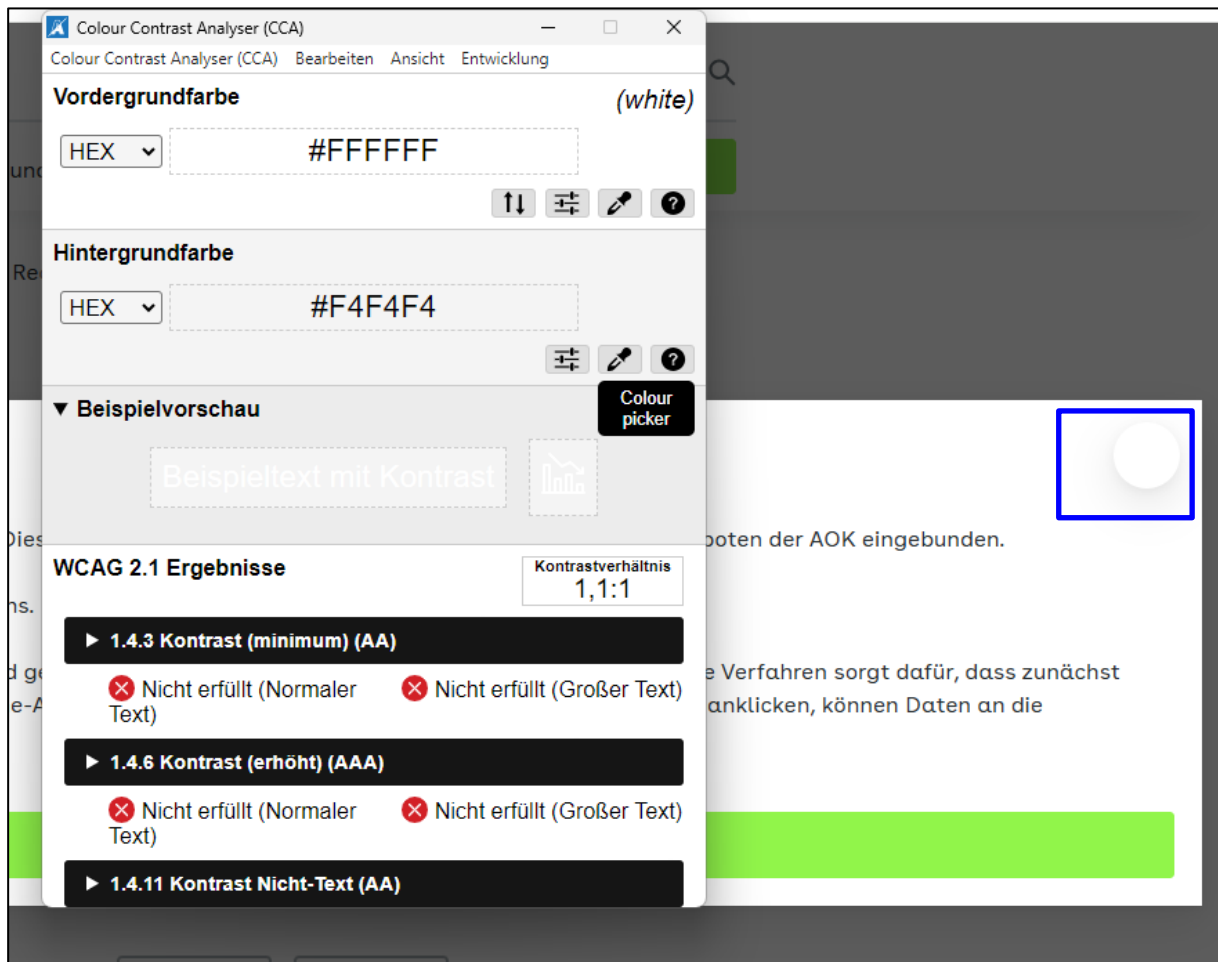 Colour Contrast Analyser (CCA)
Colour Contrast Analyser (CCA) Bearbeiten Ansicht Entwicklung
Vordergrundfarbe (white)
HEX #FFFFFF
Hintergrundfarbe
HEX #F4F4F4
Colour
picker
Beispielvorschau
Beispieltext mit Kontrast
WCAG 2.1 Ergebnisse
Kontrastverhältnis
1,1:1
1.4.3 Kontrast (minimum) (AA)
Nicht erfüllt (Normaler
Text)
Nicht erfüllt (Großer Text)
1.4.6 Kontrast (erhöht) (AAA)
Nicht erfüllt (Normaler
Text)
Nicht erfüllt (Großer Text)
1.4.11 Kontrast Nicht-Text (AA)
der AOK eingebunden.
Verfahren sorgt dafür, dass zunächst
anklicken, können Daten an die